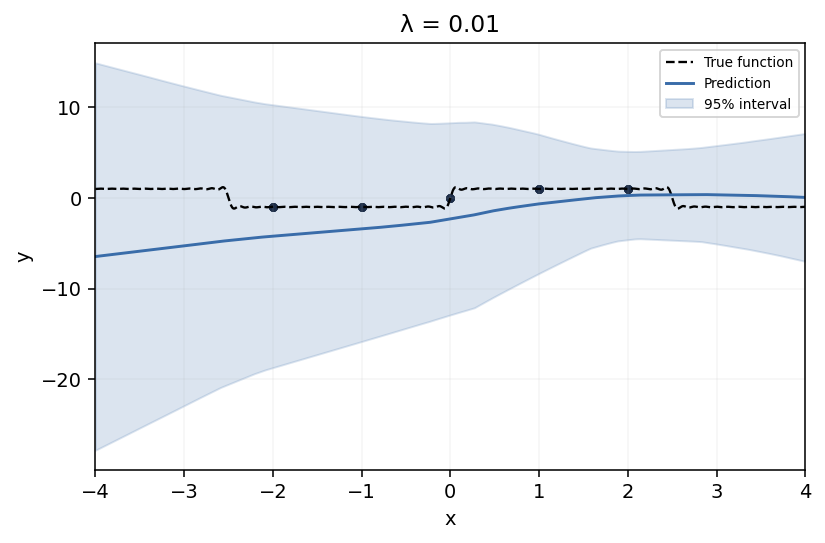 λ = 0.01
True function
Prediction
95% interval
10
0
−10
−20
y
−4 −3 −2 −1 0 1 2 3 4
x